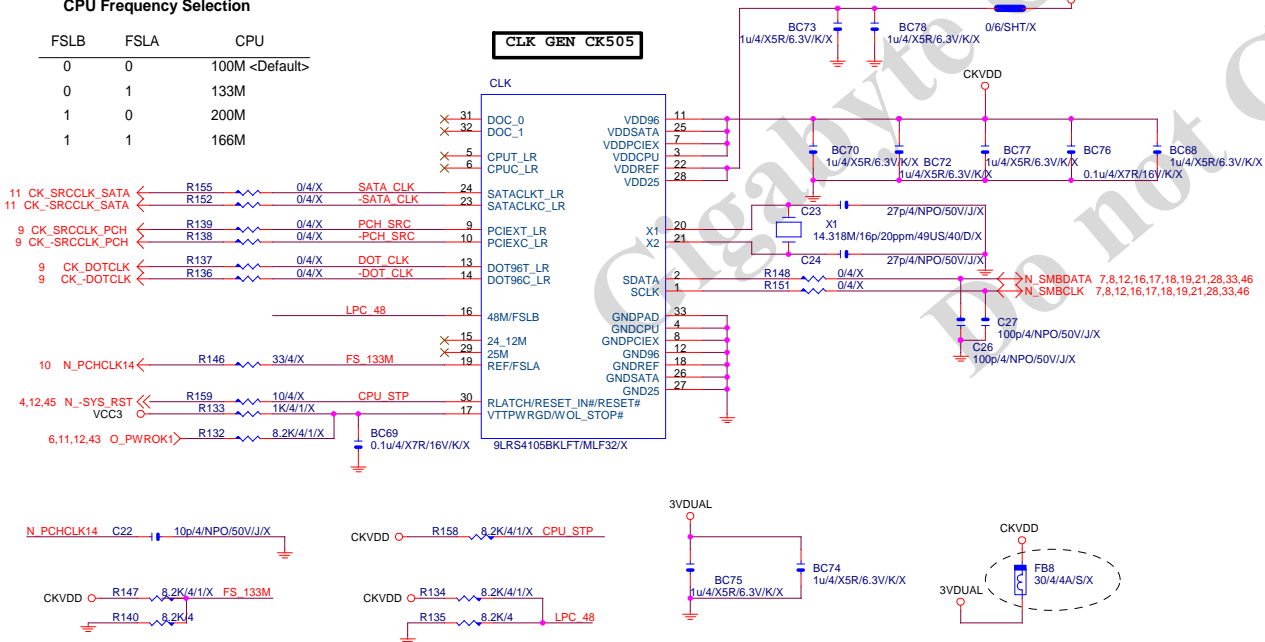 CPU Frequency Selection
FSLB FSLA CPU
0 0 100M <Default>
0 1 133M
1 0 200M
1 1 166M
CLK GEN CK505
CLK
BC73
1u/4/X5R/6.3V/K/X
BC78
1u/4/X5R/6.3V/K/X
0/6/SHT/X
CKVDD
BC70
1u/4/X5R/6.3V/K/X
BC72
1u/4/X5R/6.3V/K/X
BC77
1u/4/X5R/6.3V/K/X
BC76
0.1u/4/X7R/16V/K/X
BC68
1u/4/X5R/6.3V/K/X
31 DOC_0
32 DOC_1
5 CPUT_LR
6 CPUC_LR
11 CK_SRCCLK_SATA R155 0/4/X SATA_CLK 24 SATACLKT_LR
11 CK_-SRCCLK_SATA R152 0/4/X -SATA_CLK 23 SATACLKC_LR
9 CK_SRCCLK_PCH R139 0/4/X PCH_SRC 9 PCIEXT_LR
9 CK_-SRCCLK_PCH R138 0/4/X -PCH_SRC 10 PCIEXC_LR
9 CK_DOTCLK R137 0/4/X DOT_CLK 13 DOT96T_LR
9 CK_-DOTCLK R136 0/4/X -DOT_CLK 14 DOT96C_LR
LPC_48 16 48M/FSLB
15 24_12M
29 25M
10 N_PCHCLK14 R146 33/4/X FS_133M 19 REF/FSLA
4,12,45 N_-SYS_RST R159 10/4/X CPU_STP 30 RLATCH/RESET_IN#/RESET#
VCC3 R133 1K/4/1/X 17 VTTPWRGD/WOL_STOP#
6,11,12,43 O_PWROK1 R132 8.2K/4/1/X
BC69
0.1u/4/X7R/16V/K/X
9LRS4105BKLFT/MLF32/X
VDD96 11
VDDSATA 25
VDDPCIEX 7
VDDCPU 3
VDDREF 22
VDD25 28
X1 20
X2 21
C23 27p/4/NPO/50V/J/X
X1
14.318M/16p/20ppm/49US/40/D/X
C24 27p/4/NPO/50V/J/X
SDATA 2 R148 0/4/X N_SMBDATA 7,8,12,16,17,18,19,21,28,33,46
SCLK 1 R151 0/4/X N_SMBCLK 7,8,12,16,17,18,19,21,28,33,46
C27
100p/4/NPO/50V/J/X
C26
100p/4/NPO/50V/J/X
GNDPAD 33
GNDCPU 4
GNDPCIEX 8
GND96 12
GNDREF 18
GNDSATA 26
GND25 27
N_PCHCLK14 C22 10p/4/NPO/50V/J/X
CKVDD R147 8.2K/4/1/X FS_133M
R140 8.2K/4
CKVDD R158 8.2K/4/1/X CPU_STP
CKVDD R134 8.2K/4/1/X
R135 8.2K/4 LPC_48
3VDUAL
BC75
1u/4/X5R/6.3V/K/X
BC74
1u/4/X5R/6.3V/K/X
CKVDD
FB8
30/4/4A/S/X
3VDUAL
Gigabyte
Do not